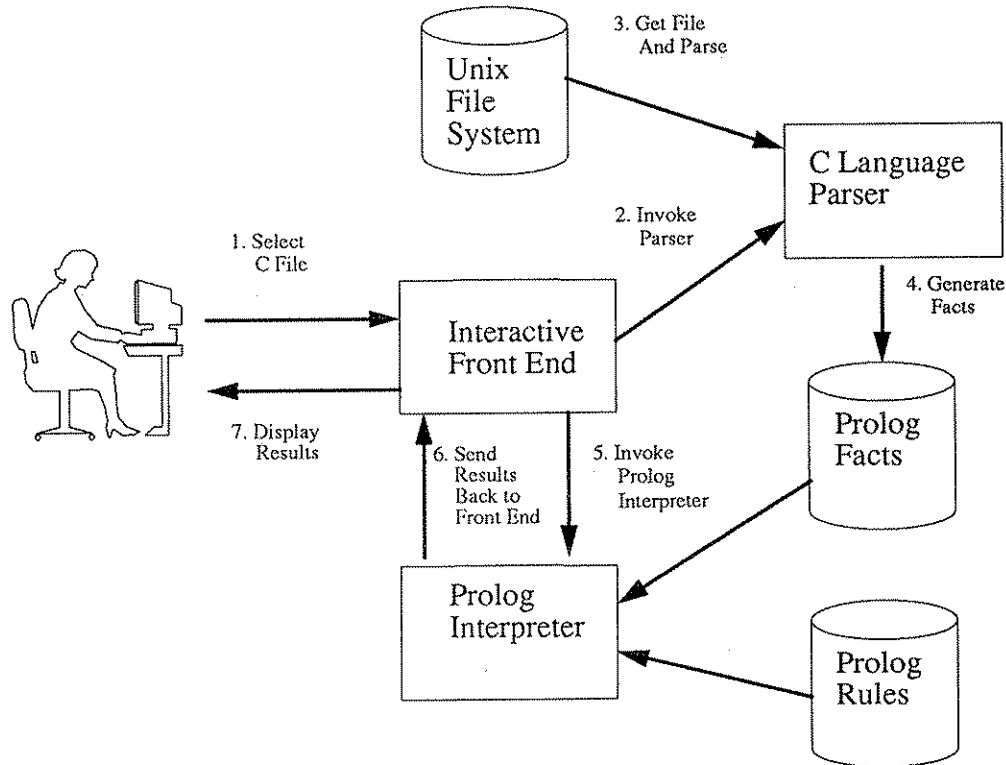 3. Get File
And Parse
Unix
File
System
C Language
Parser
2. Invoke
Parser
1. Select
C File
4. Generate
Facts
Interactive
Front End
7. Display
Results
6. Send
Results
Back to
Front End
5. Invoke
Prolog
Interpreter
Prolog
Facts
Prolog
Interpreter
Prolog
Rules